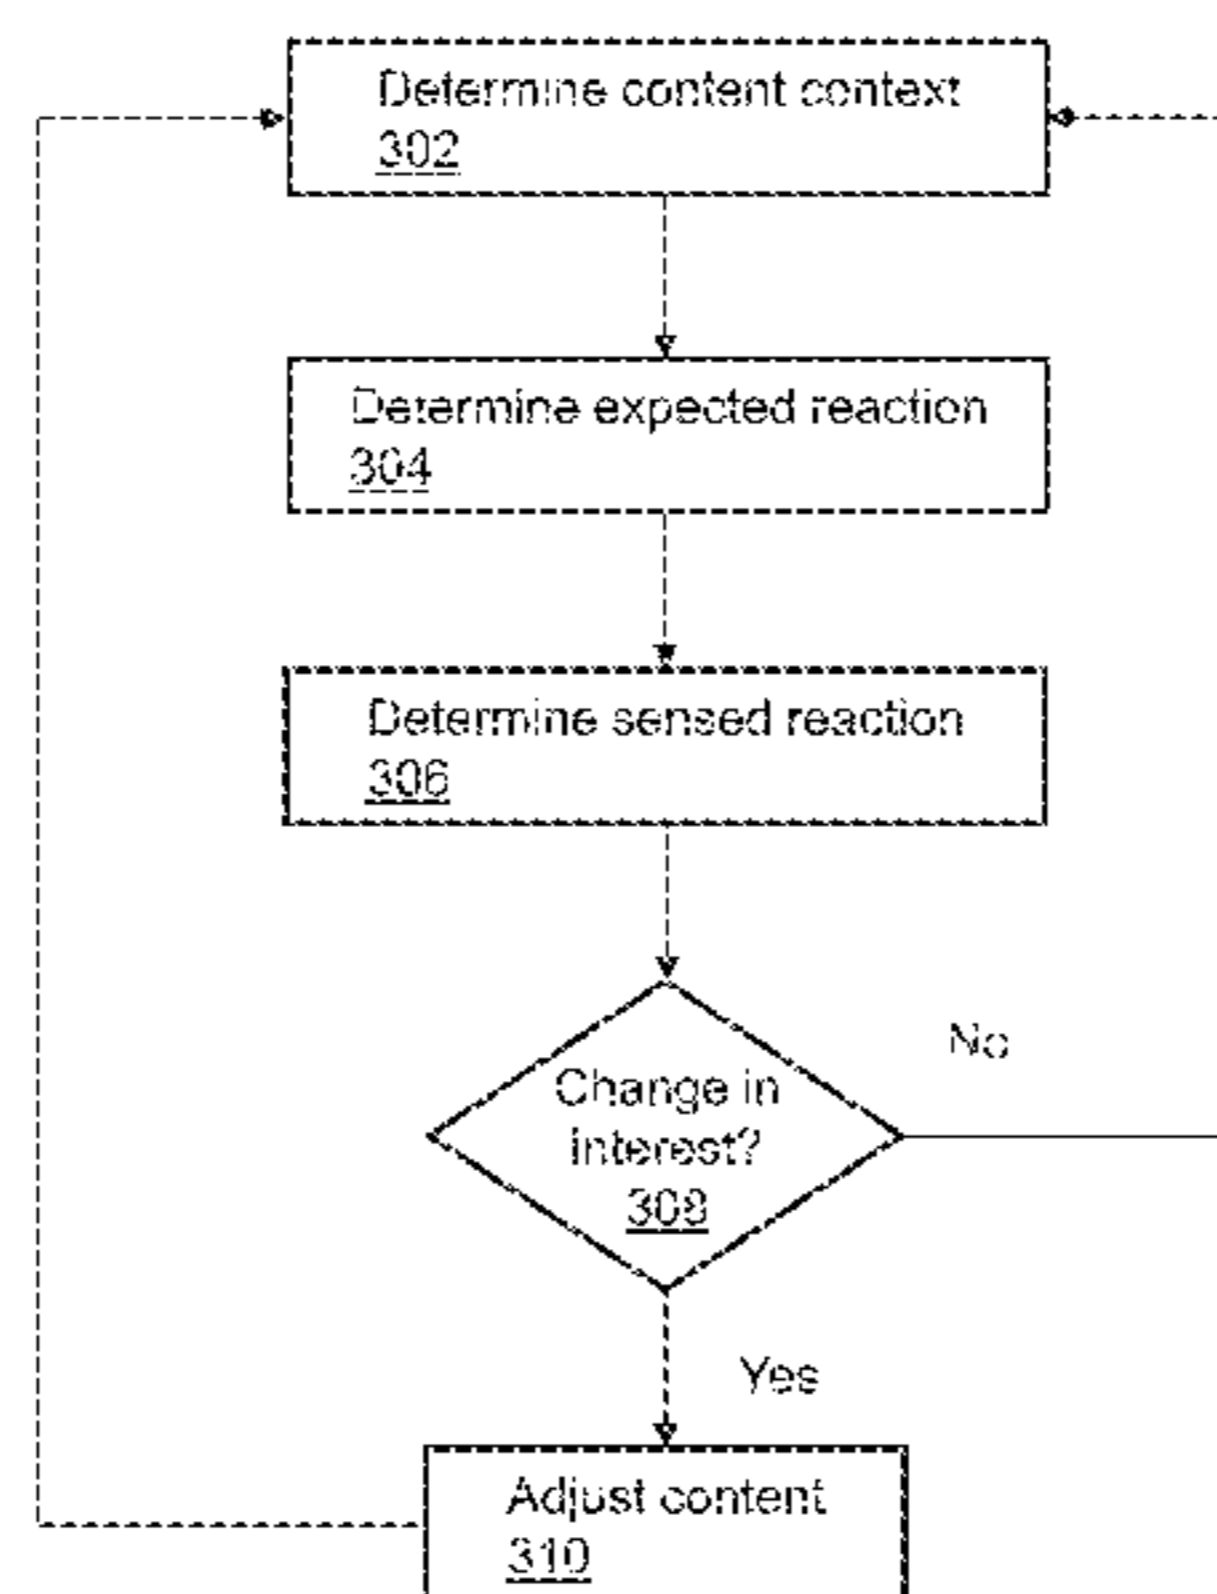 Determine content context
302
Determine expected reaction
304
Determine sensed reaction
306
Change in
interest?
308
No
Yes
Adjust content
310